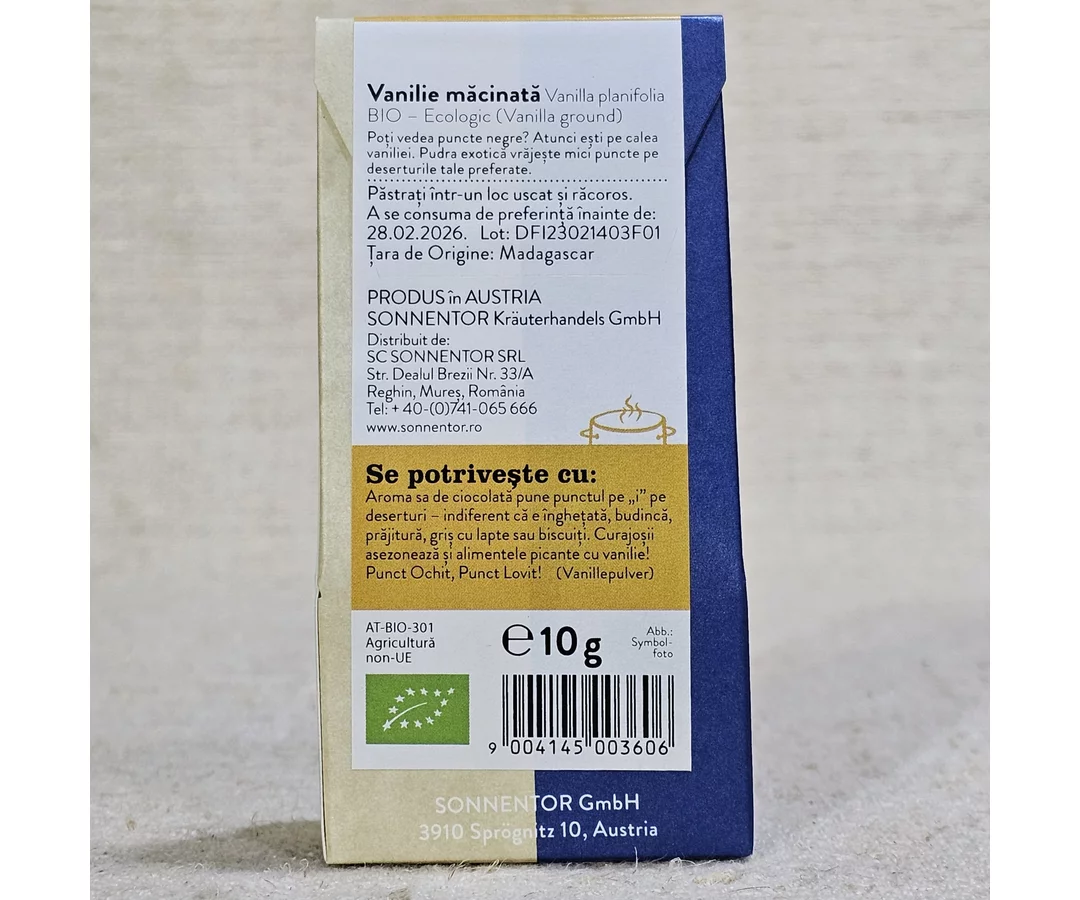 Vanilie măcinată Vanilla planifolia
BIO – Ecologic (Vanilla ground)
Poți vedea puncte negre? Atunci ești pe calea
vaniliei. Pudra exotică vrăjește mici puncte pe
deserturile tale preferate.
Păstrați într-un loc uscat și răcoros.
A se consuma de preferință înainte de:
28.02.2026. Lot: DFI23021403F01
Țara de Origine: Madagascar
PRODUS în AUSTRIA
SONNENTOR Kräuterhandels GmbH
Distribuit de:
SC SONNENTOR SRL
Str. Dealul Brezii Nr. 33/A
Reghin, Mureș, România
Tel: + 40-(0)741-065 666
www.sonnentor.ro
Se potrivește cu:
Aroma sa de ciocolată pune punctul pe „i” pe
deserturi – indiferent că e înghețată, budincă,
prăjitură, griș cu lapte sau biscuiți. Curajoșii
asezonează și alimentele picante cu vanilie!
Punct Ochit, Punct Lovit! (Vanillepulver)
AT-BIO-301
Agricultură
non-UE
℮ 10 g
Abb.:
Symbol-
foto
9 004145 003606
SONNENTOR GmbH
3910 Sprögnitz 10, Austria